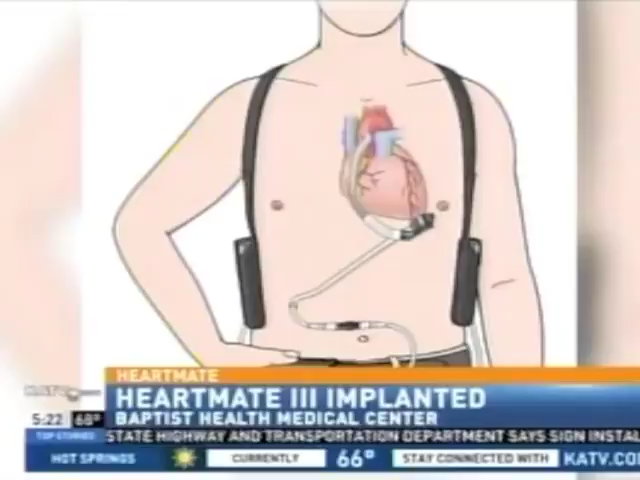 HEARTMATE
HEARTMATE III IMPLANTED
BAPTIST HEALTH MEDICAL CENTER
5:22 68°
TOP STORIES STATE HIGHWAY AND TRANSPORTATION DEPARTMENT SAYS SIGN INSTAL
HOT SPRINGS CURRENTLY 66° STAY CONNECTED WITH KATV.CO